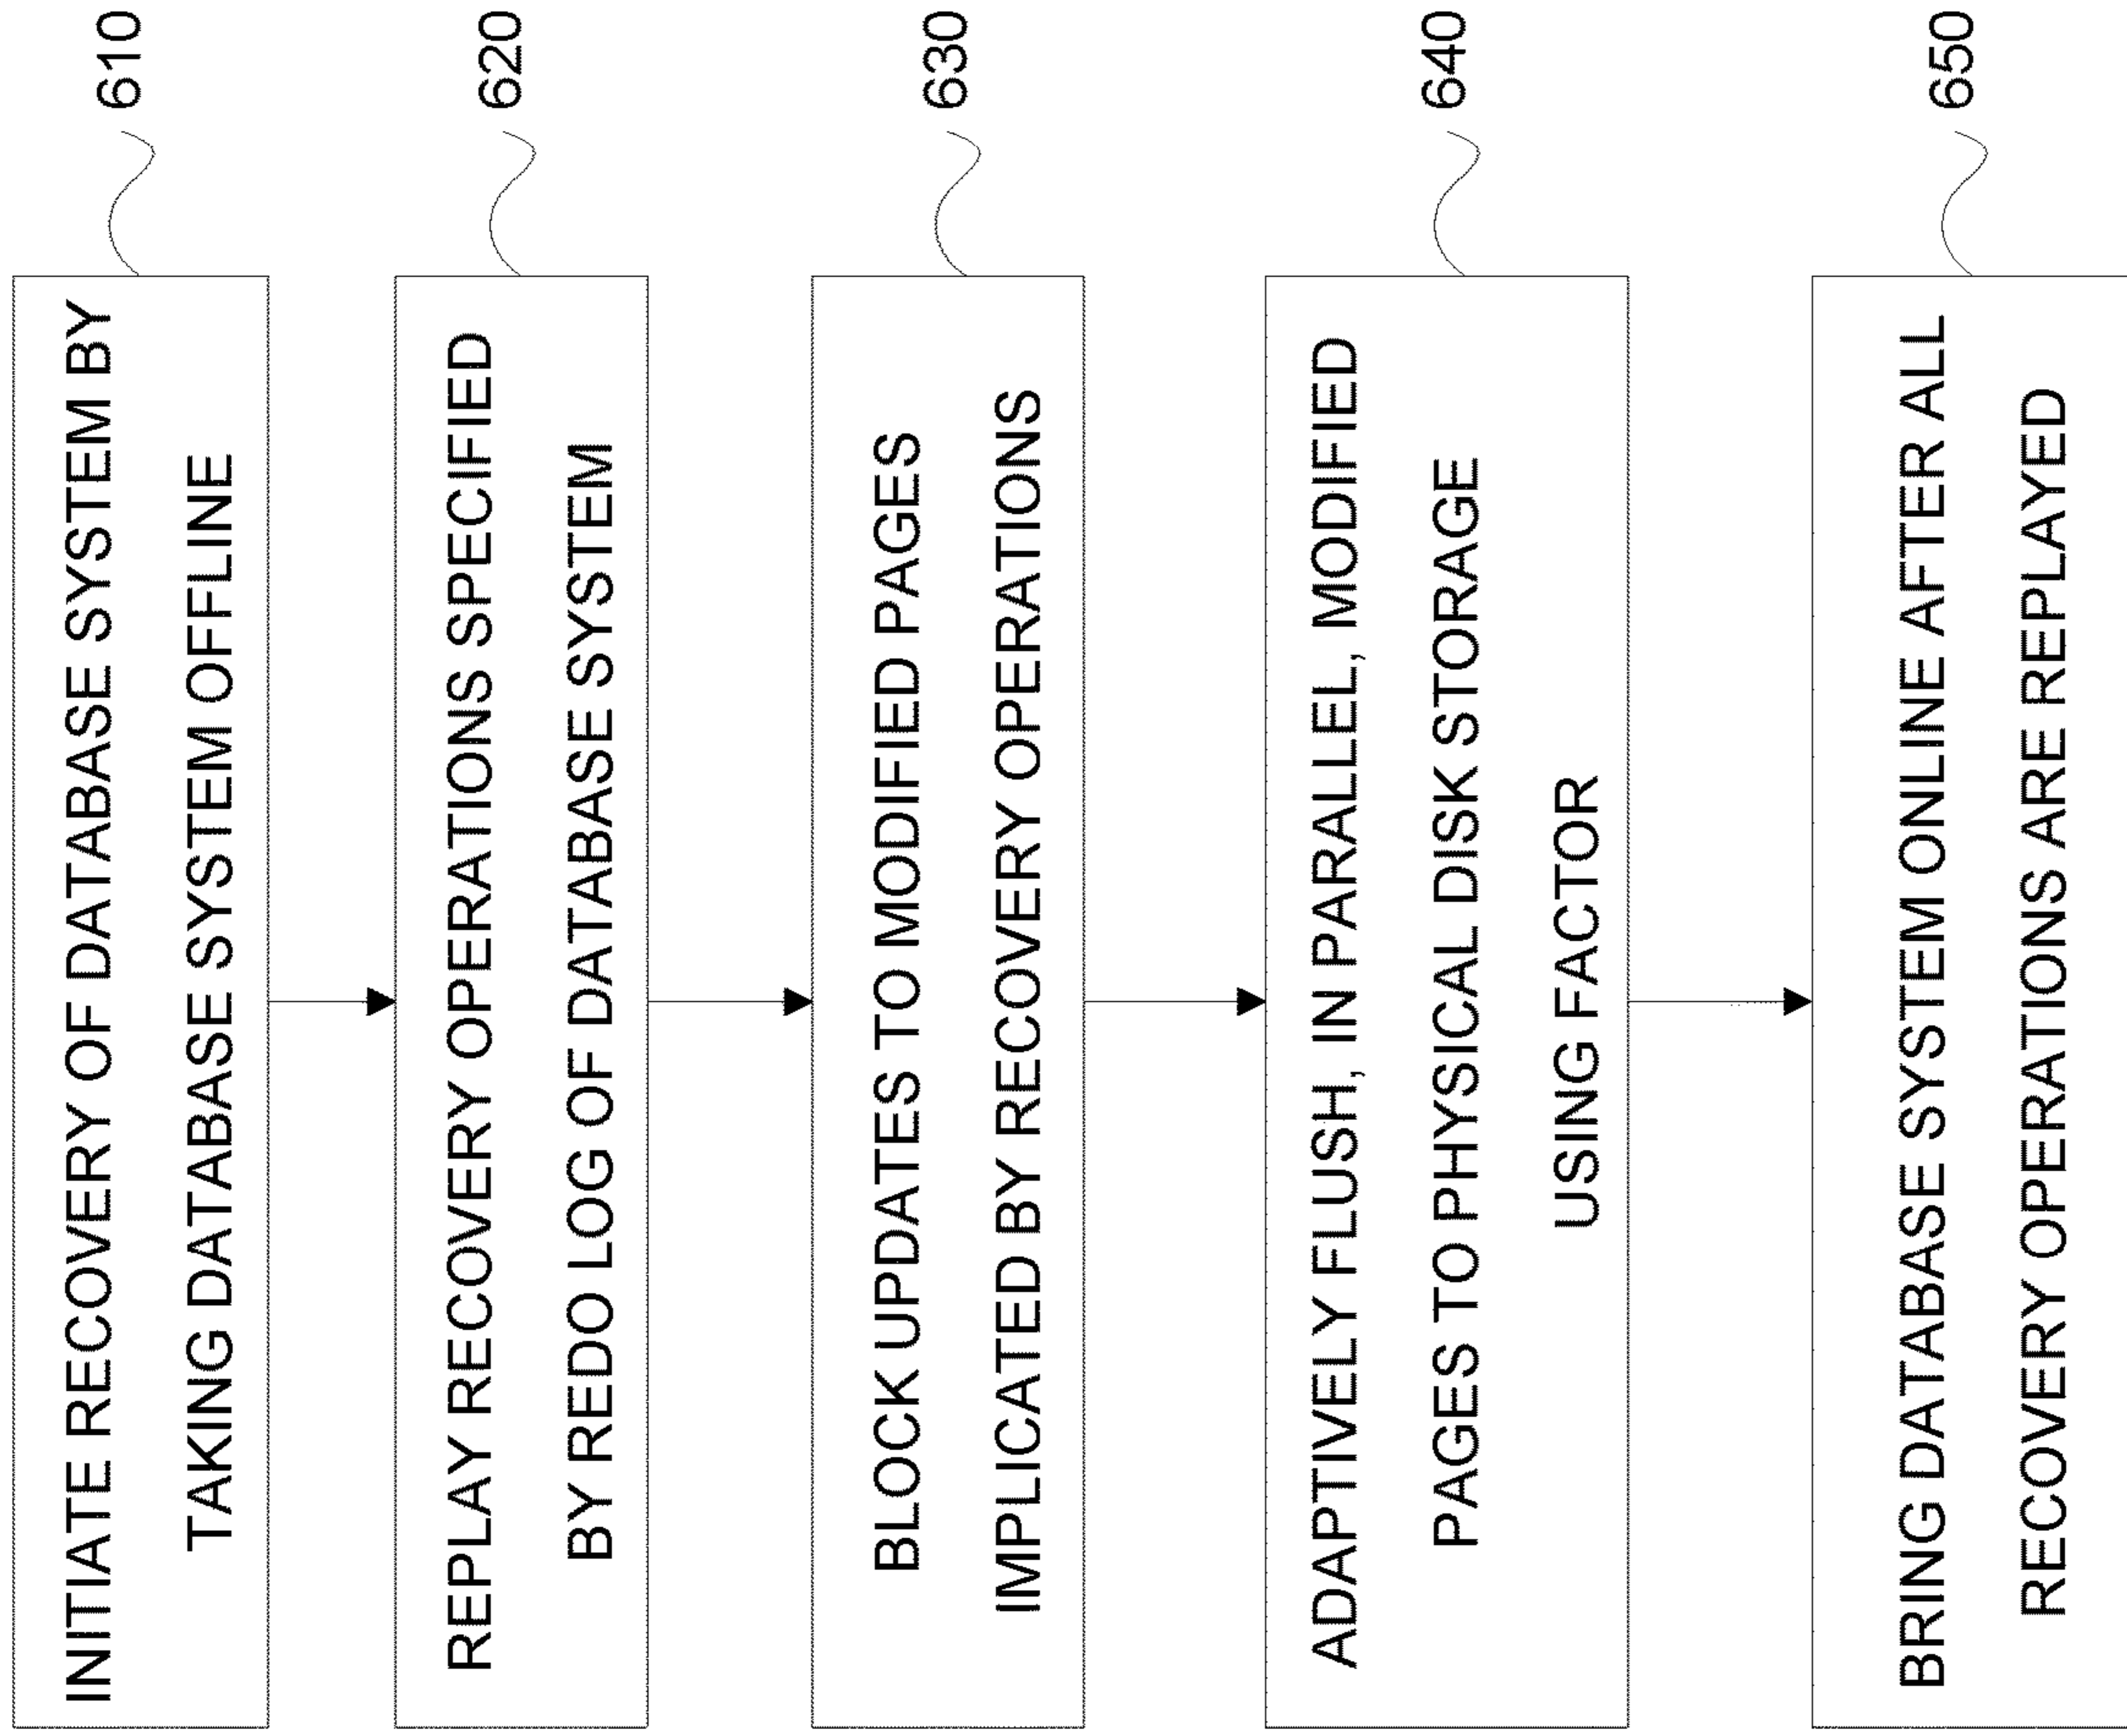 INITIATE RECOVERY OF DATABASE SYSTEM BY
TAKING DATABASE SYSTEM OFFLINE
610
REPLAY RECOVERY OPERATIONS SPECIFIED
BY REDO LOG OF DATABASE SYSTEM
620
BLOCK UPDATES TO MODIFIED PAGES
IMPLICATED BY RECOVERY OPERATIONS
630
ADAPTIVELY FLUSH, IN PARALLEL, MODIFIED
PAGES TO PHYSICAL DISK STORAGE
USING FACTOR
640
BRING DATABASE SYSTEM ONLINE AFTER ALL
RECOVERY OPERATIONS ARE REPLAYED
650